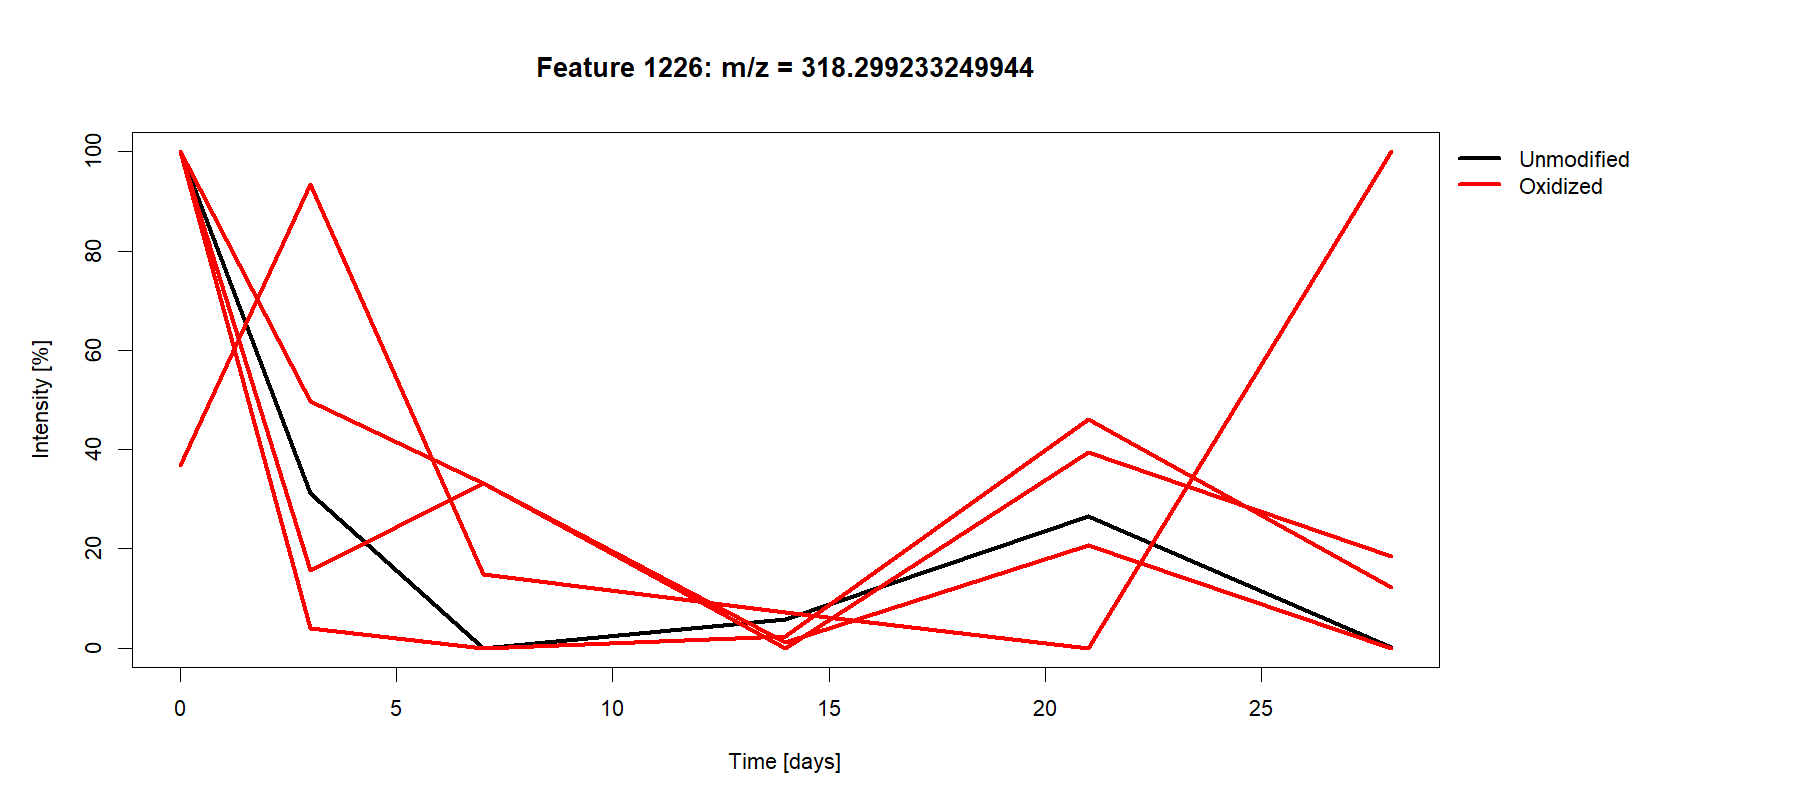 Feature 1226: m/z = 318.299233249944
Unmodified
Oxidized
Intensity [%]
100
80
60
40
20
0
0 5 10 15 20 25
Time [days]